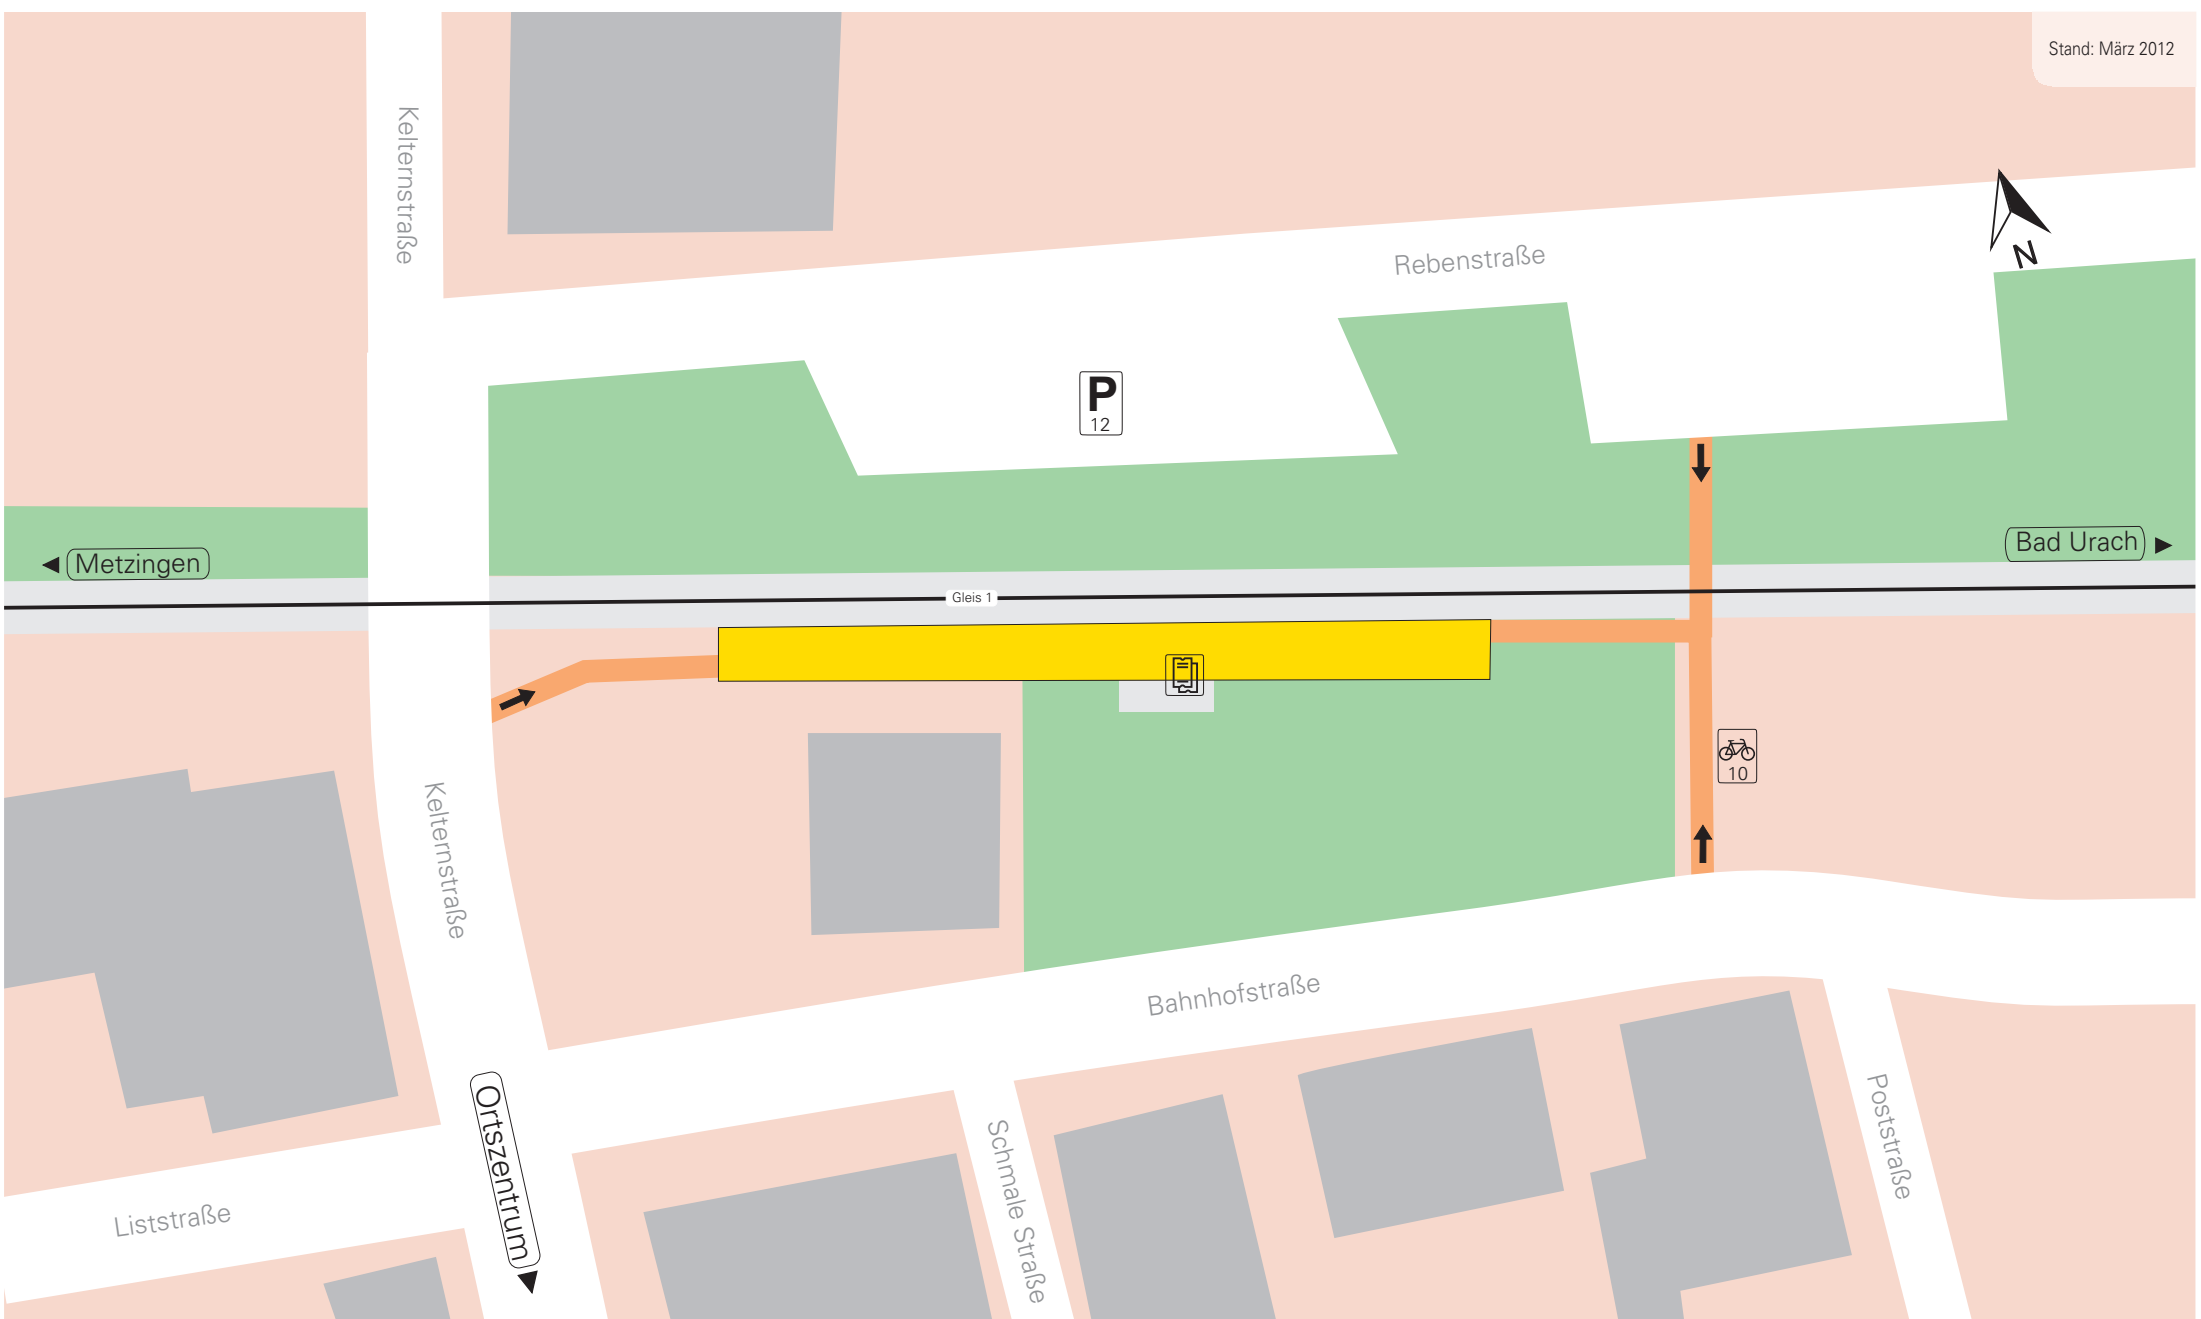 Stand: März 2012
Kelternstraße
N
Rebenstraße
P
12
Metzingen
Bad Urach
Gleis 1
10
Kelternstraße
Bahnhofstraße
Ortszentrum
Schmale Straße
Poststraße
Liststraße